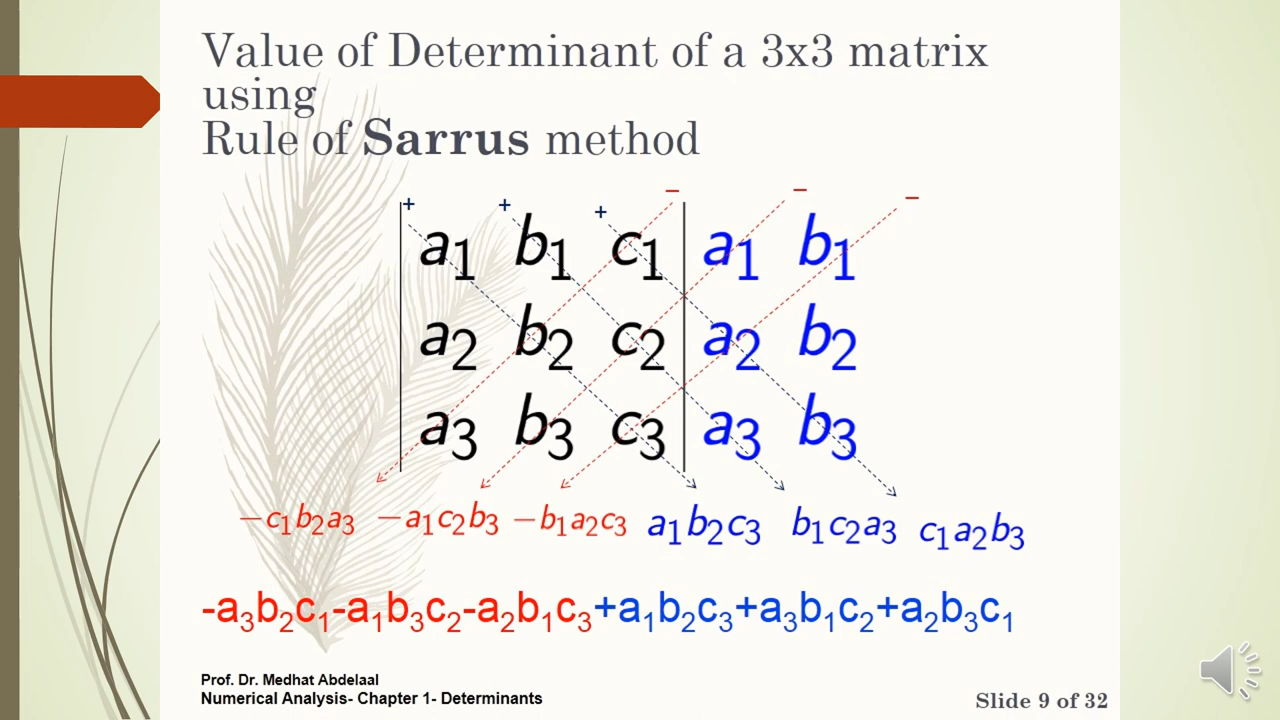 Value of Determinant of a 3x3 matrix
using
Rule of Sarrus method
+ + + − − −
a₁ b₁ c₁ a₁ b₁
a₂ b₂ c₂ a₂ b₂
a₃ b₃ c₃ a₃ b₃
−c₁b₂a₃ −a₁c₂b₃ −b₁a₂c₃ a₁b₂c₃ b₁c₂a₃ c₁a₂b₃
-a₃b₂c₁-a₁b₃c₂-a₂b₁c₃+a₁b₂c₃+a₃b₁c₂+a₂b₃c₁
Prof. Dr. Medhat Abdelaal
Numerical Analysis- Chapter 1- Determinants
Slide 9 of 32